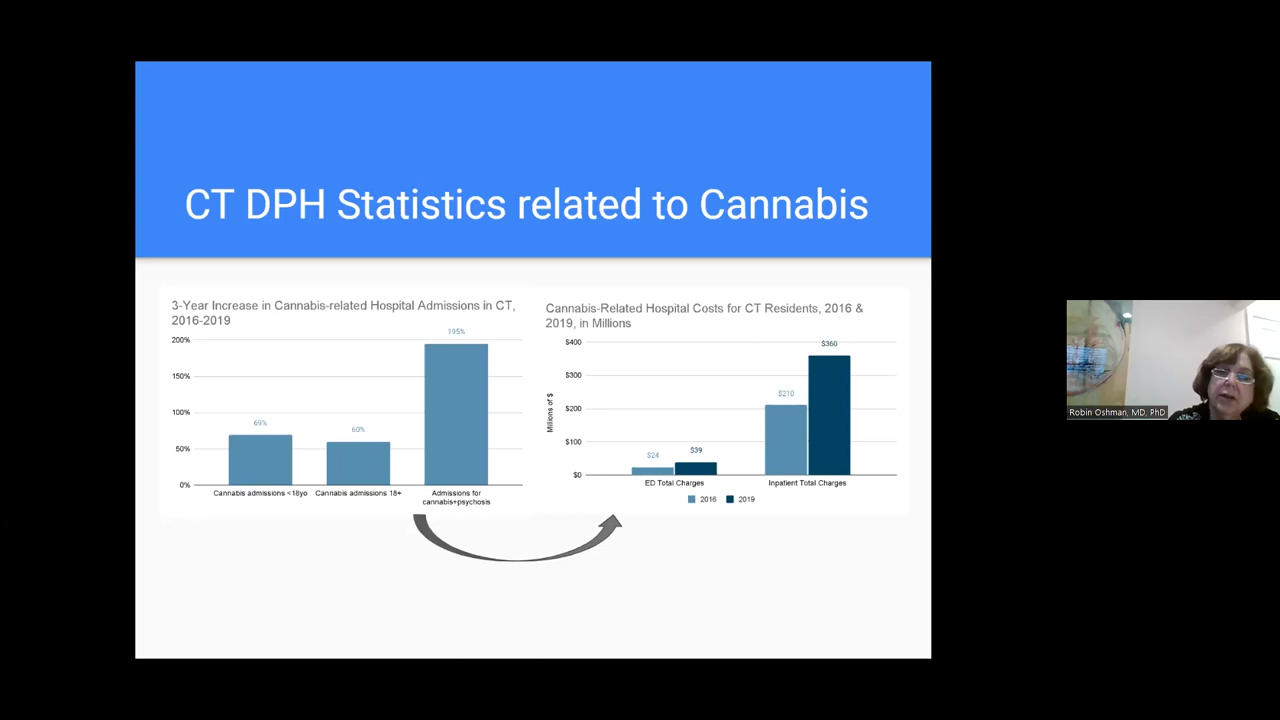 CT DPH Statistics related to Cannabis
3-Year Increase in Cannabis-related Hospital Admissions in CT,
2016-2019
195%
200%
150%
100%
69%
60%
50%
0%
Cannabis admissions <18yo
Cannabis admissions 18+
Admissions for
cannabis+psychosis
Cannabis-Related Hospital Costs for CT Residents, 2016 &
2019, in Millions
$400
$360
$300
$210
$200
$100
$24
$39
$0
Millions of $
ED Total Charges
Inpatient Total Charges
2016
2019
Robin Oshman, MD, PhD